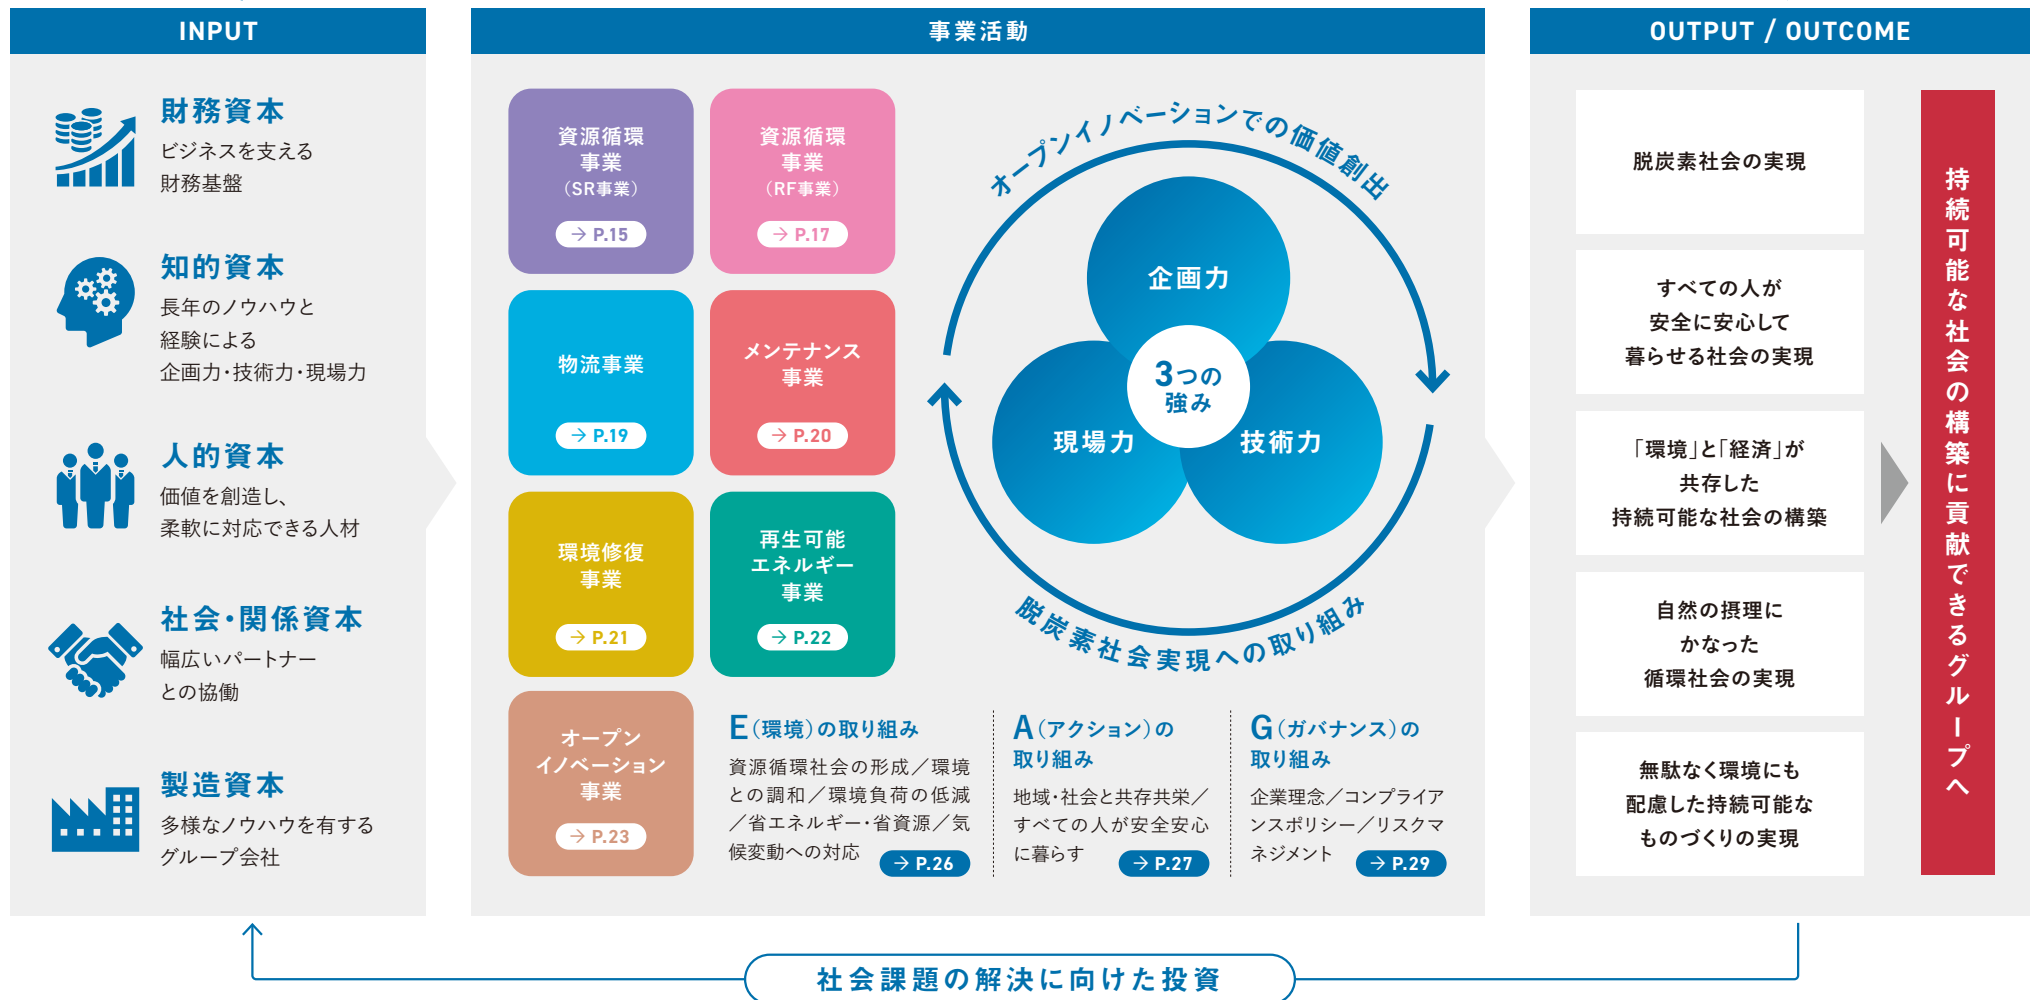 INPUT
財務資本
ビジネスを支える
財務基盤
知的資本
長年のノウハウと
経験による
企画力・技術力・現場力
人的資本
価値を創造し、
柔軟に対応できる人材
社会・関係資本
幅広いパートナー
との協働
製造資本
多様なノウハウを有する
グループ会社
事業活動
資源循環
事業
（SR事業）
→ P.15
資源循環
事業
（RF事業）
→ P.17
物流事業
→ P.19
メンテナンス
事業
→ P.20
環境修復
事業
→ P.21
再生可能
エネルギー
事業
→ P.22
オープン
イノベーション
事業
→ P.23
オープンイノベーションでの価値創出
企画力
3つの
強み
現場力
技術力
脱炭素社会実現への取り組み
E（環境）の取り組み
資源循環社会の形成／環境
との調和／環境負荷の低減
／省エネルギー・省資源／気
候変動への対応
→ P.26
A（アクション）の
取り組み
地域・社会と共存共栄／
すべての人が安全安心
に暮らす
→ P.27
G（ガバナンス）の
取り組み
企業理念／コンプライア
ンスポリシー／リスクマ
ネジメント
→ P.29
OUTPUT / OUTCOME
脱炭素社会の実現
すべての人が
安全に安心して
暮らせる社会の実現
「環境」と「経済」が
共存した
持続可能な社会の構築
自然の摂理に
かなった
循環社会の実現
無駄なく環境にも
配慮した持続可能な
ものづくりの実現
持続可能な社会の構築に貢献できるグループへ
社会課題の解決に向けた投資